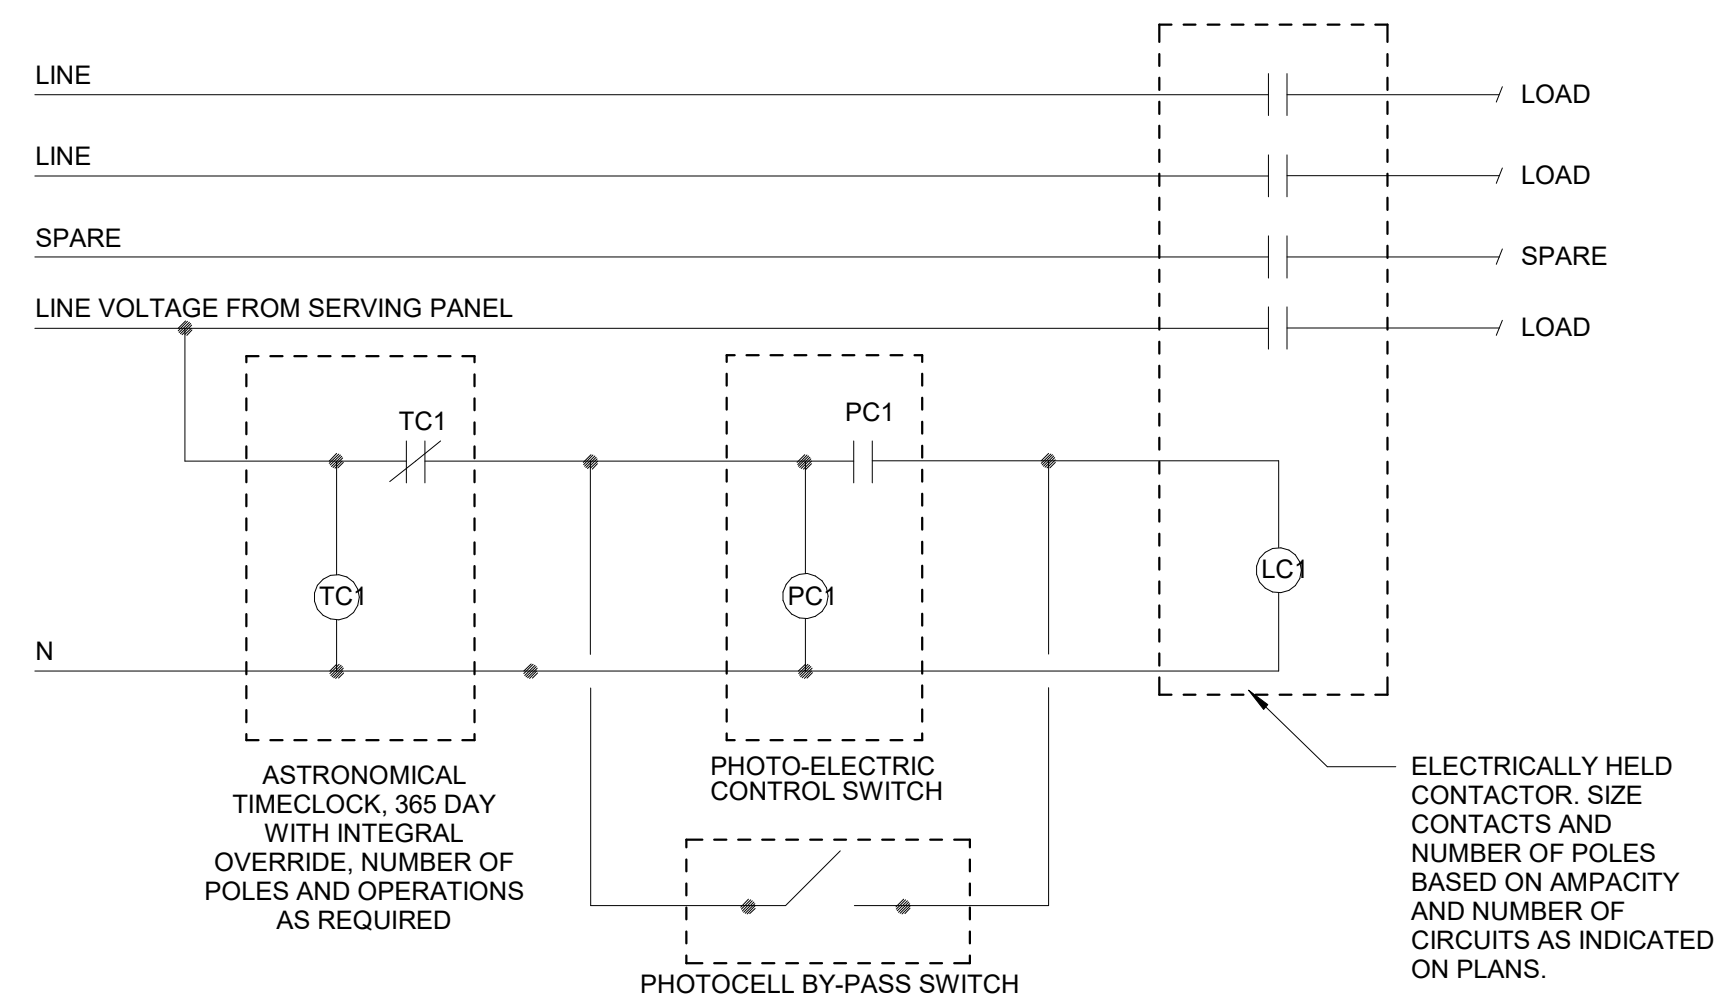 LINE
LOAD
LINE
LOAD
SPARE
SPARE
LINE VOLTAGE FROM SERVING PANEL
LOAD
TC1
PC1
TC1
PC1
LC1
N
ASTRONOMICAL
TIMECLOCK, 365 DAY
WITH INTEGRAL
OVERRIDE, NUMBER OF
POLES AND OPERATIONS
AS REQUIRED
PHOTO-ELECTRIC
CONTROL SWITCH
PHOTOCELL BY-PASS SWITCH
ELECTRICALLY HELD
CONTACTOR. SIZE
CONTACTS AND
NUMBER OF POLES
BASED ON AMPACITY
AND NUMBER OF
CIRCUITS AS INDICATED
ON PLANS.